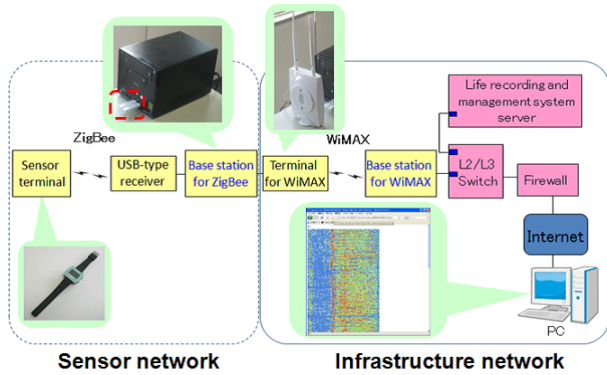 ZigBee
WiMAX
Life recording and
management system
server
Sensor
terminal
USB-type
receiver
Base station
for ZigBee
Terminal
for WiMAX
Base station
for WiMAX
L2/L3
Switch
Firewall
Internet
PC
Sensor network
Infrastructure network